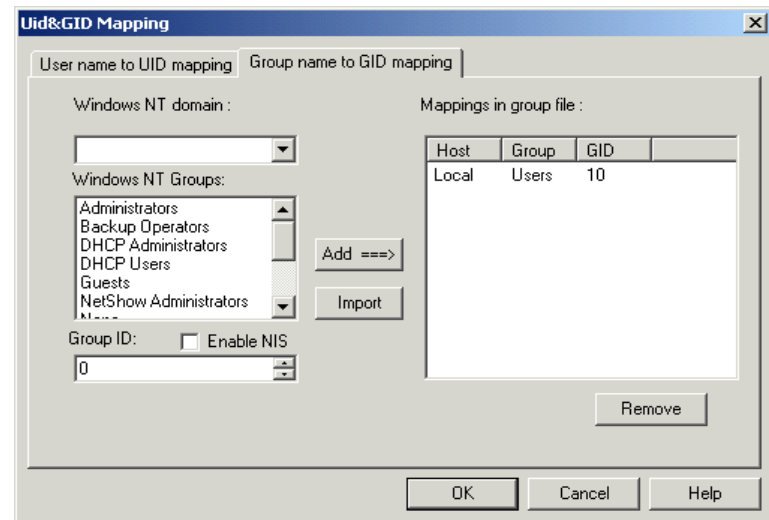 Uid&GID Mapping
User name to UID mapping
Group name to GID mapping
Windows NT domain :
Windows NT Groups:
Administrators
Backup Operators
DHCP Administrators
DHCP Users
Guests
NetShow Administrators
Group ID:
Enable NIS
0
Add ===>
Import
Mappings in group file :
Host Group GID
Local Users 10
Remove
OK
Cancel
Help